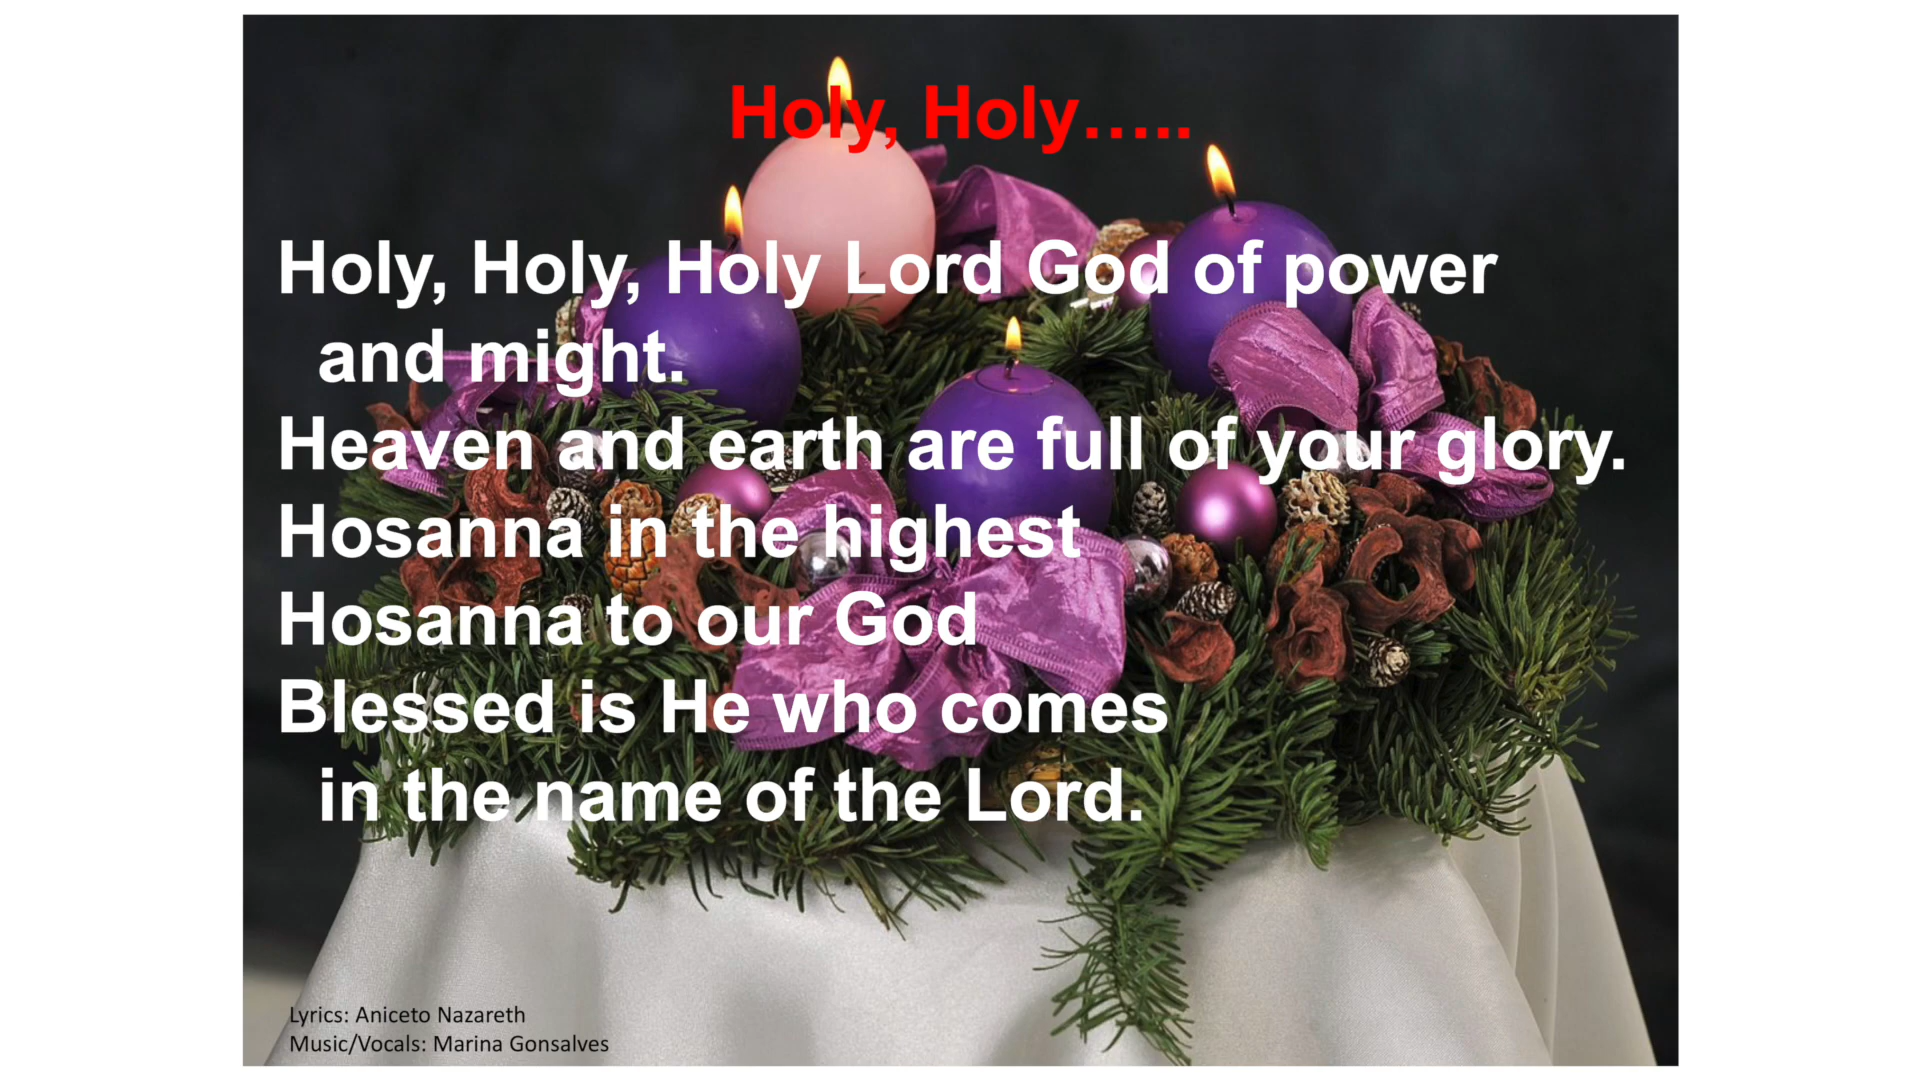 Holy, Holy…..
Holy, Holy, Holy Lord God of power
and might.
Heaven and earth are full of your glory.
Hosanna in the highest
Hosanna to our God
Blessed is He who comes
in the name of the Lord.
Lyrics: Aniceto Nazareth
Music/Vocals: Marina Gonsalves